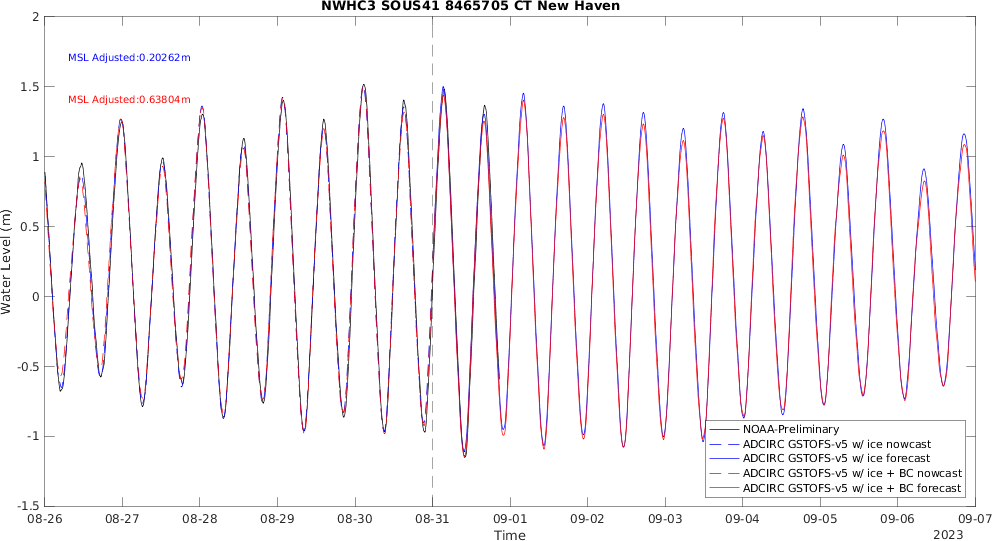 NWHC3 SOUS41 8465705 CT New Haven
2
MSL Adjusted:0.20262m
1.5
MSL Adjusted:0.63804m
1
0.5
Water Level (m)
0
-0.5
-1
NOAA-Preliminary
ADCIRC GSTOFS-v5 w/ ice nowcast
ADCIRC GSTOFS-v5 w/ ice forecast
ADCIRC GSTOFS-v5 w/ ice + BC nowcast
ADCIRC GSTOFS-v5 w/ ice + BC forecast
-1.5
08-26 08-27 08-28 08-29 08-30 08-31 09-01 09-02 09-03 09-04 09-05 09-06 09-07
Time
2023